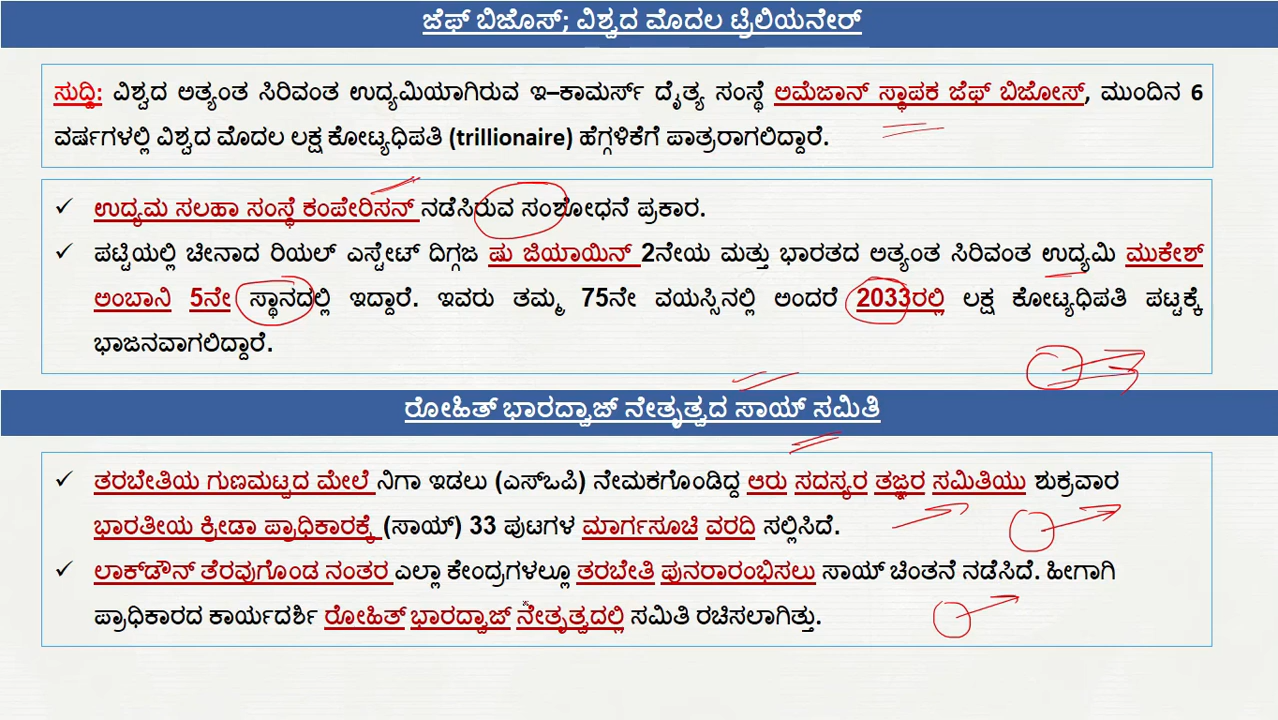 ಜೆಫ್ ಬಿಜೊಸ್; ವಿಶ್ವದ ಮೊದಲ ಟ್ರಿಲಿಯನೇರ್
ಸುದ್ದಿ: ವಿಶ್ವದ ಅತ್ಯಂತ ಸಿರಿವಂತ ಉದ್ಯಮಿಯಾಗಿರುವ ಇ–ಕಾಮರ್ಸ್ ದೈತ್ಯ ಸಂಸ್ಥೆ ಅಮೆಜಾನ್ ಸ್ಥಾಪಕ ಜೆಫ್ ಬಿಜೋಸ್, ಮುಂದಿನ 6
ವರ್ಷಗಳಲ್ಲಿ ವಿಶ್ವದ ಮೊದಲ ಲಕ್ಷ ಕೋಟ್ಯಧಿಪತಿ (trillionaire) ಹೆಗ್ಗಳಿಕೆಗೆ ಪಾತ್ರರಾಗಲಿದ್ದಾರೆ.
✓ ಉದ್ಯಮ ಸಲಹಾ ಸಂಸ್ಥೆ ಕಂಪೇರಿಸನ್ ನಡೆಸಿರುವ ಸಂಶೋಧನೆ ಪ್ರಕಾರ.
✓ ಪಟ್ಟಿಯಲ್ಲಿ ಚೀನಾದ ರಿಯಲ್ ಎಸ್ಟೇಟ್ ದಿಗ್ಗಜ ಷು ಜಿಯಾಯಿನ್ 2ನೇಯ ಮತ್ತು ಭಾರತದ ಅತ್ಯಂತ ಸಿರಿವಂತ ಉದ್ಯಮಿ ಮುಕೇಶ್
ಅಂಬಾನಿ 5ನೇ ಸ್ಥಾನದಲ್ಲಿ ಇದ್ದಾರೆ. ಇವರು ತಮ್ಮ 75ನೇ ವಯಸ್ಸಿನಲ್ಲಿ ಅಂದರೆ 2033ರಲ್ಲಿ ಲಕ್ಷ ಕೋಟ್ಯಧಿಪತಿ ಪಟ್ಟಕ್ಕೆ
ಭಾಜನವಾಗಲಿದ್ದಾರೆ.
ರೋಹಿತ್ ಭಾರದ್ವಾಜ್ ನೇತೃತ್ವದ ಸಾಯ್ ಸಮಿತಿ
✓ ತರಬೇತಿಯ ಗುಣಮಟ್ಟದ ಮೇಲೆ ನಿಗಾ ಇಡಲು (ಎಸ್ಒಪಿ) ನೇಮಕಗೊಂಡಿದ್ದ ಆರು ಸದಸ್ಯರ ತಜ್ಞರ ಸಮಿತಿಯು ಶುಕ್ರವಾರ
ಭಾರತೀಯ ಕ್ರೀಡಾ ಪ್ರಾಧಿಕಾರಕ್ಕೆ (ಸಾಯ್) 33 ಪುಟಗಳ ಮಾರ್ಗಸೂಚಿ ವರದಿ ಸಲ್ಲಿಸಿದೆ.
✓ ಲಾಕ್‌ಡೌನ್ ತೆರವುಗೊಂಡ ನಂತರ ಎಲ್ಲಾ ಕೇಂದ್ರಗಳಲ್ಲೂ ತರಬೇತಿ ಪುನರಾರಂಭಿಸಲು ಸಾಯ್ ಚಿಂತನೆ ನಡೆಸಿದೆ. ಹೀಗಾಗಿ
ಪ್ರಾಧಿಕಾರದ ಕಾರ್ಯದರ್ಶಿ ರೋಹಿತ್ ಭಾರದ್ವಾಜ್ ನೇತೃತ್ವದಲ್ಲಿ ಸಮಿತಿ ರಚಿಸಲಾಗಿತ್ತು.